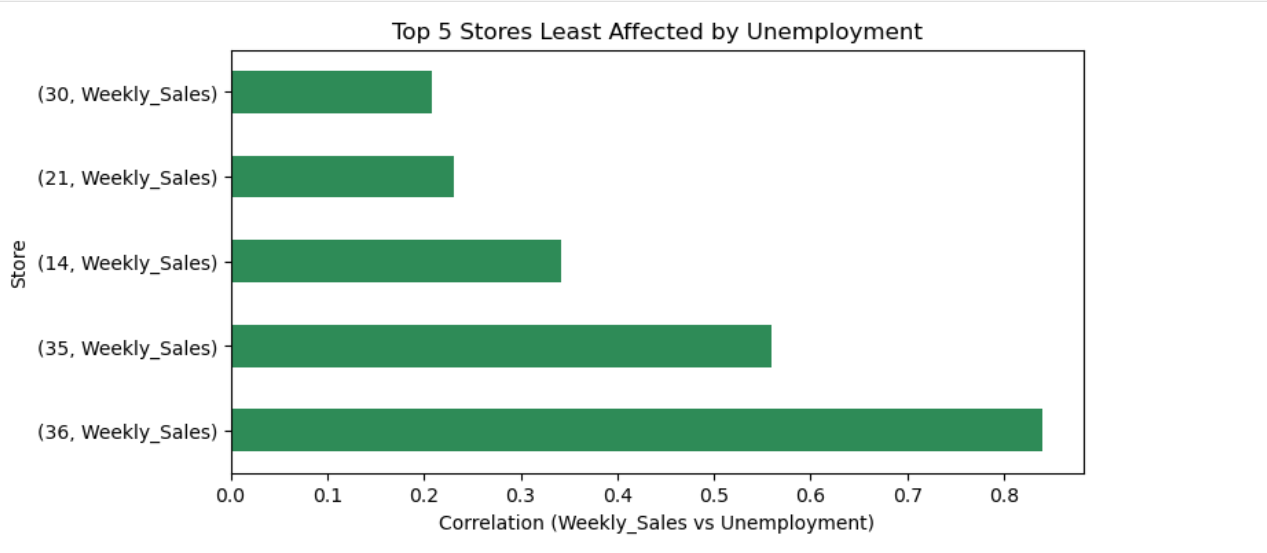 Top 5 Stores Least Affected by Unemployment
(30, Weekly_Sales)
(21, Weekly_Sales)
(14, Weekly_Sales)
(35, Weekly_Sales)
(36, Weekly_Sales)
Store
0.0 0.1 0.2 0.3 0.4 0.5 0.6 0.7 0.8
Correlation (Weekly_Sales vs Unemployment)